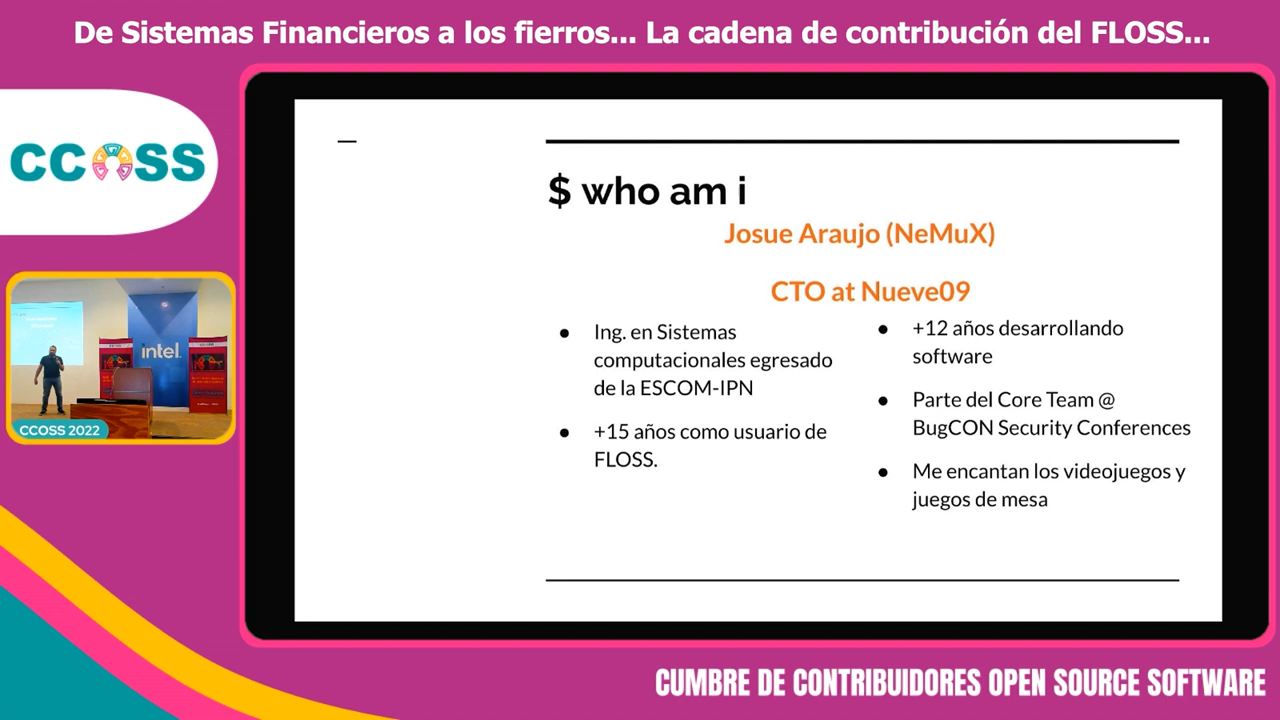 De Sistemas Financieros a los fierros... La cadena de contribución del FLOSS...
CCOSS
$ who am i
Josue Araujo (NeMuX)
CTO at Nueve09
● Ing. en Sistemas
computacionales egresado
de la ESCOM-IPN
● +15 años como usuario de
FLOSS.
● +12 años desarrollando
software
● Parte del Core Team @
BugCON Security Conferences
● Me encantan los videojuegos y
juegos de mesa
intel
CCOSS 2022
CUMBRE DE CONTRIBUIDORES OPEN SOURCE SOFTWARE